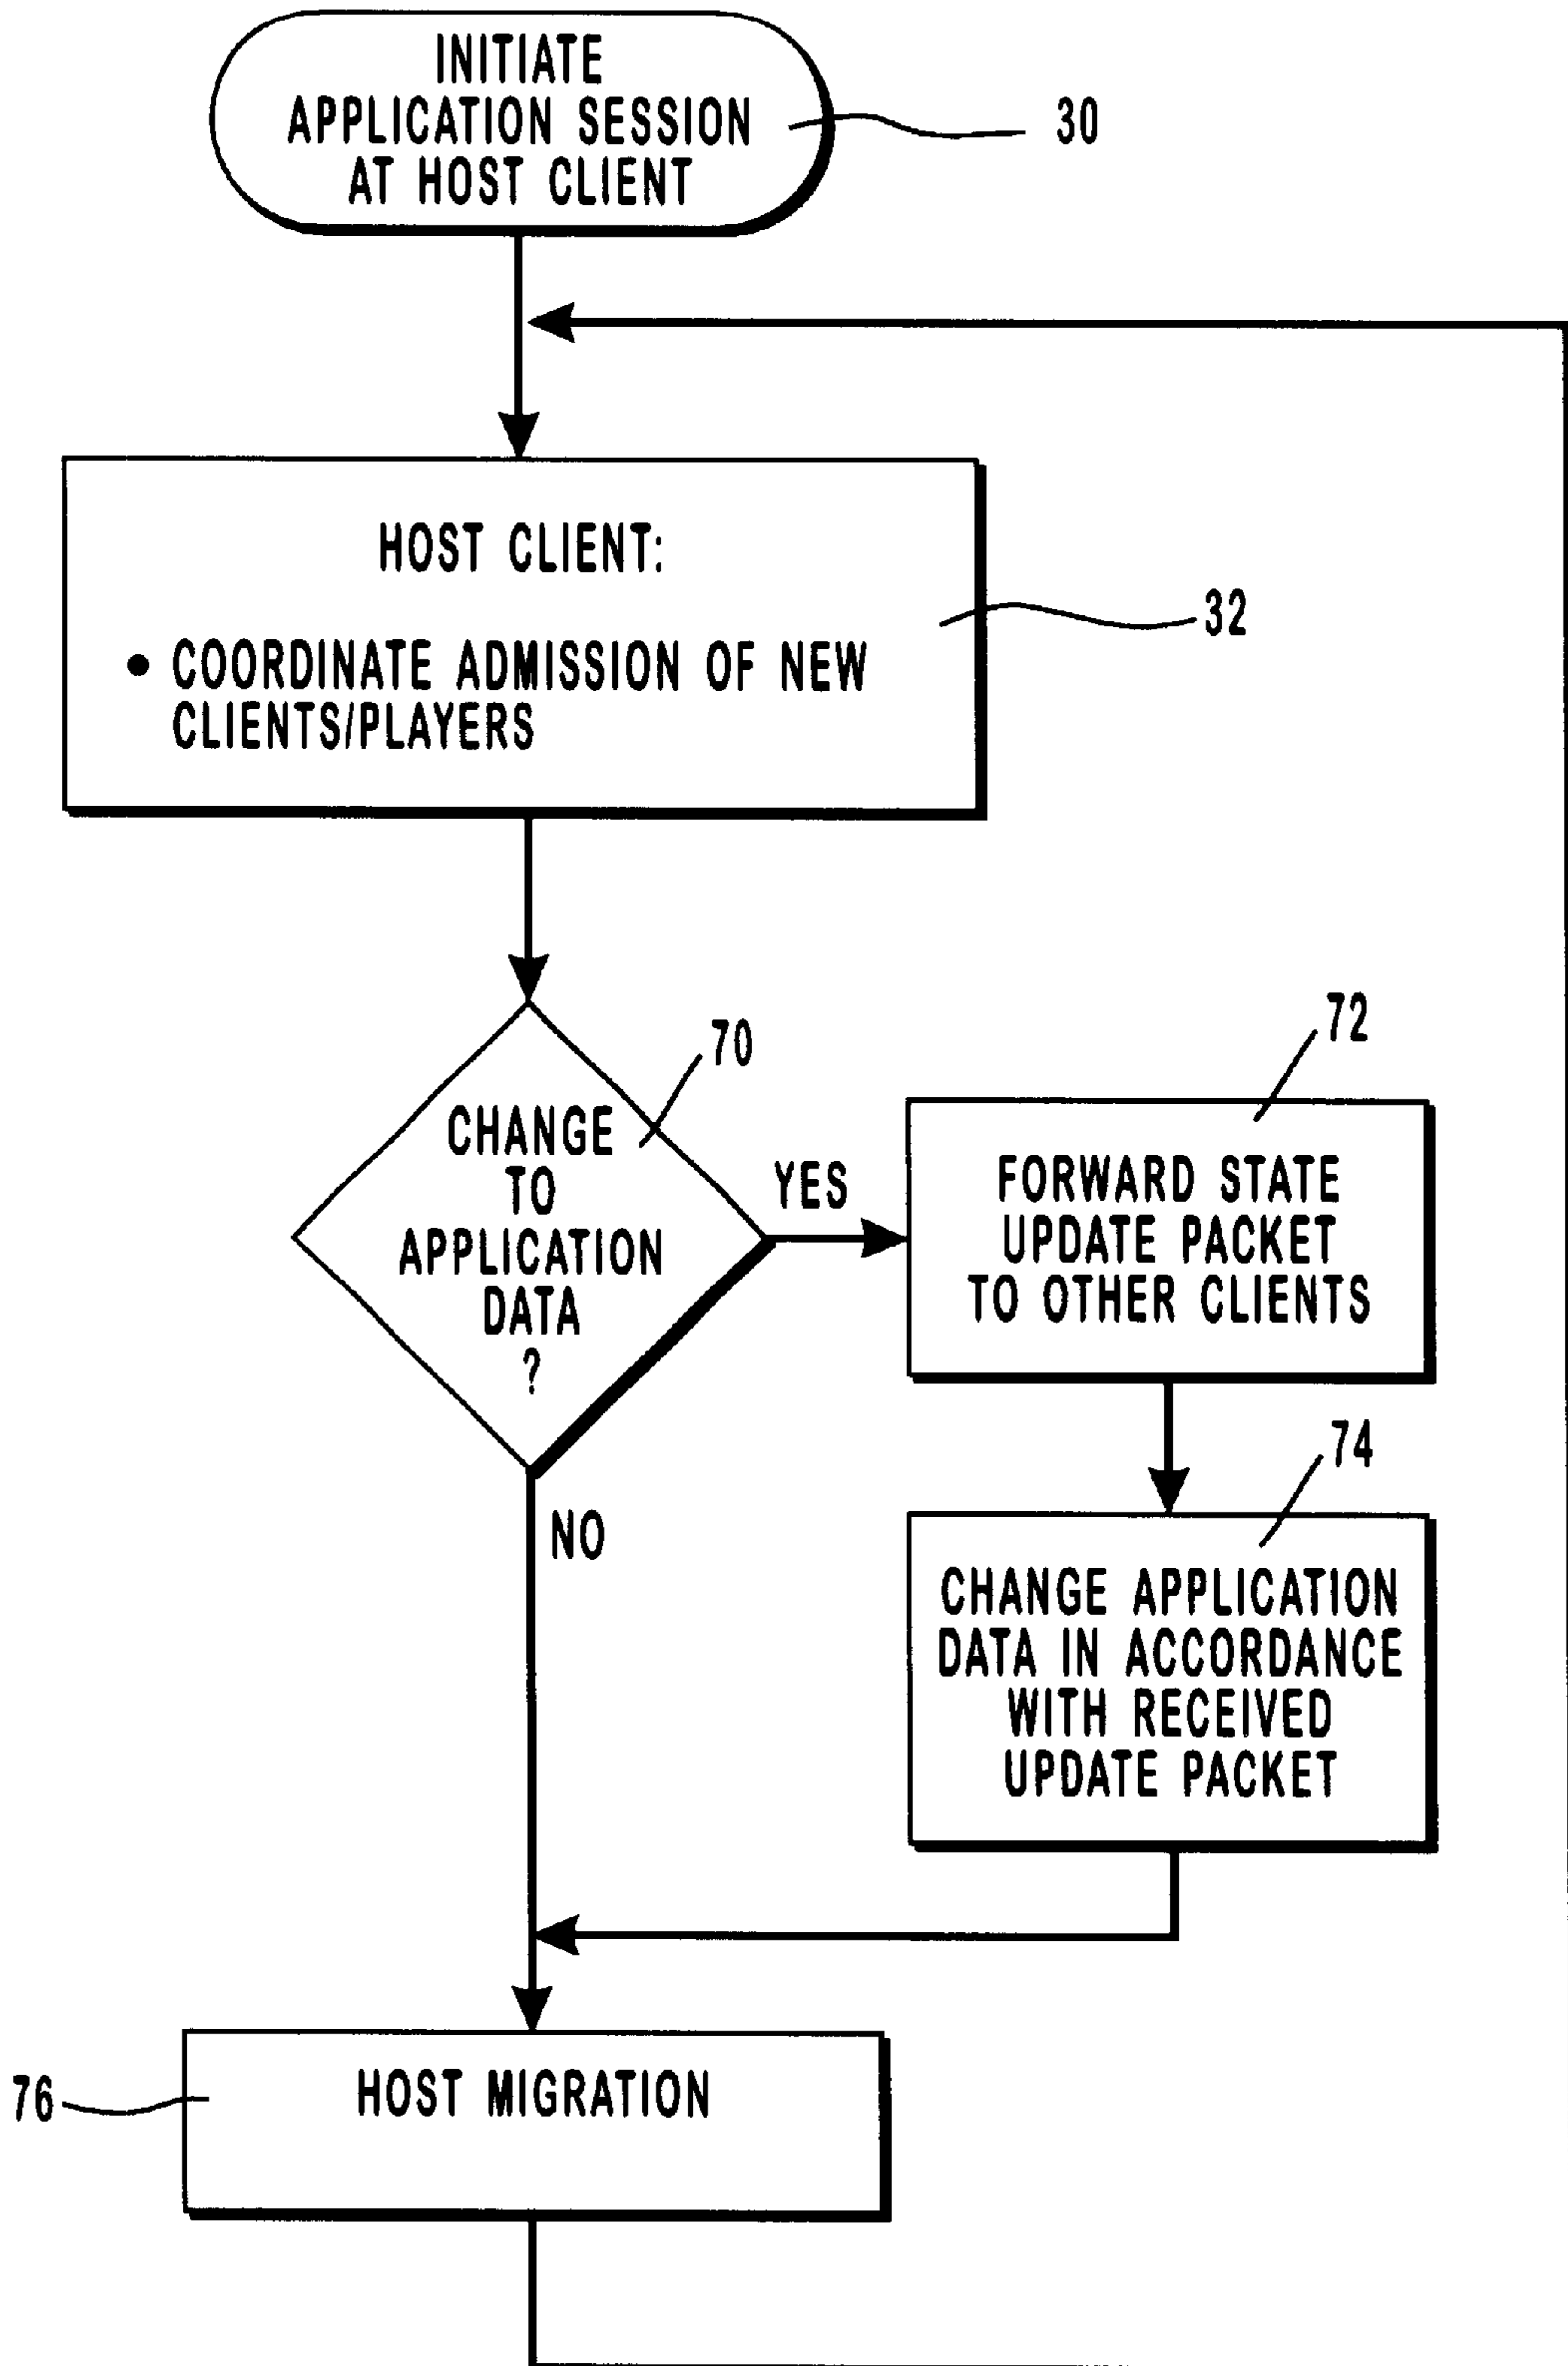 INITIATE
APPLICATION SESSION
AT HOST CLIENT
30
HOST CLIENT:
• COORDINATE ADMISSION OF NEW
CLIENTS/PLAYERS
32
70
CHANGE
TO
APPLICATION
DATA
?
YES
72
FORWARD STATE
UPDATE PACKET
TO OTHER CLIENTS
74
CHANGE APPLICATION
DATA IN ACCORDANCE
WITH RECEIVED
UPDATE PACKET
NO
76
HOST MIGRATION